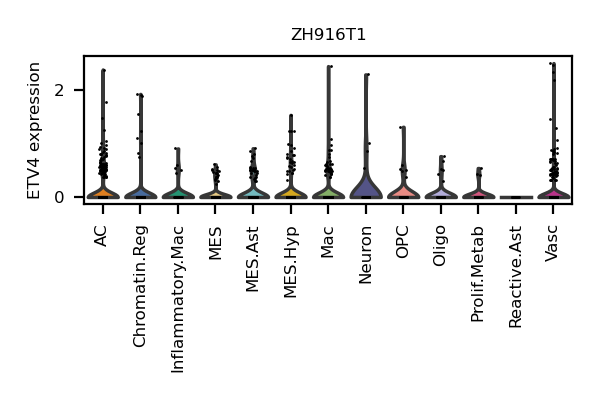 ZH916T1
ETV4 expression
2
0
AC
Chromatin.Reg
Inflammatory.Mac
MES
MES.Ast
MES.Hyp
Mac
Neuron
OPC
Oligo
Prolif.Metab
Reactive.Ast
Vasc